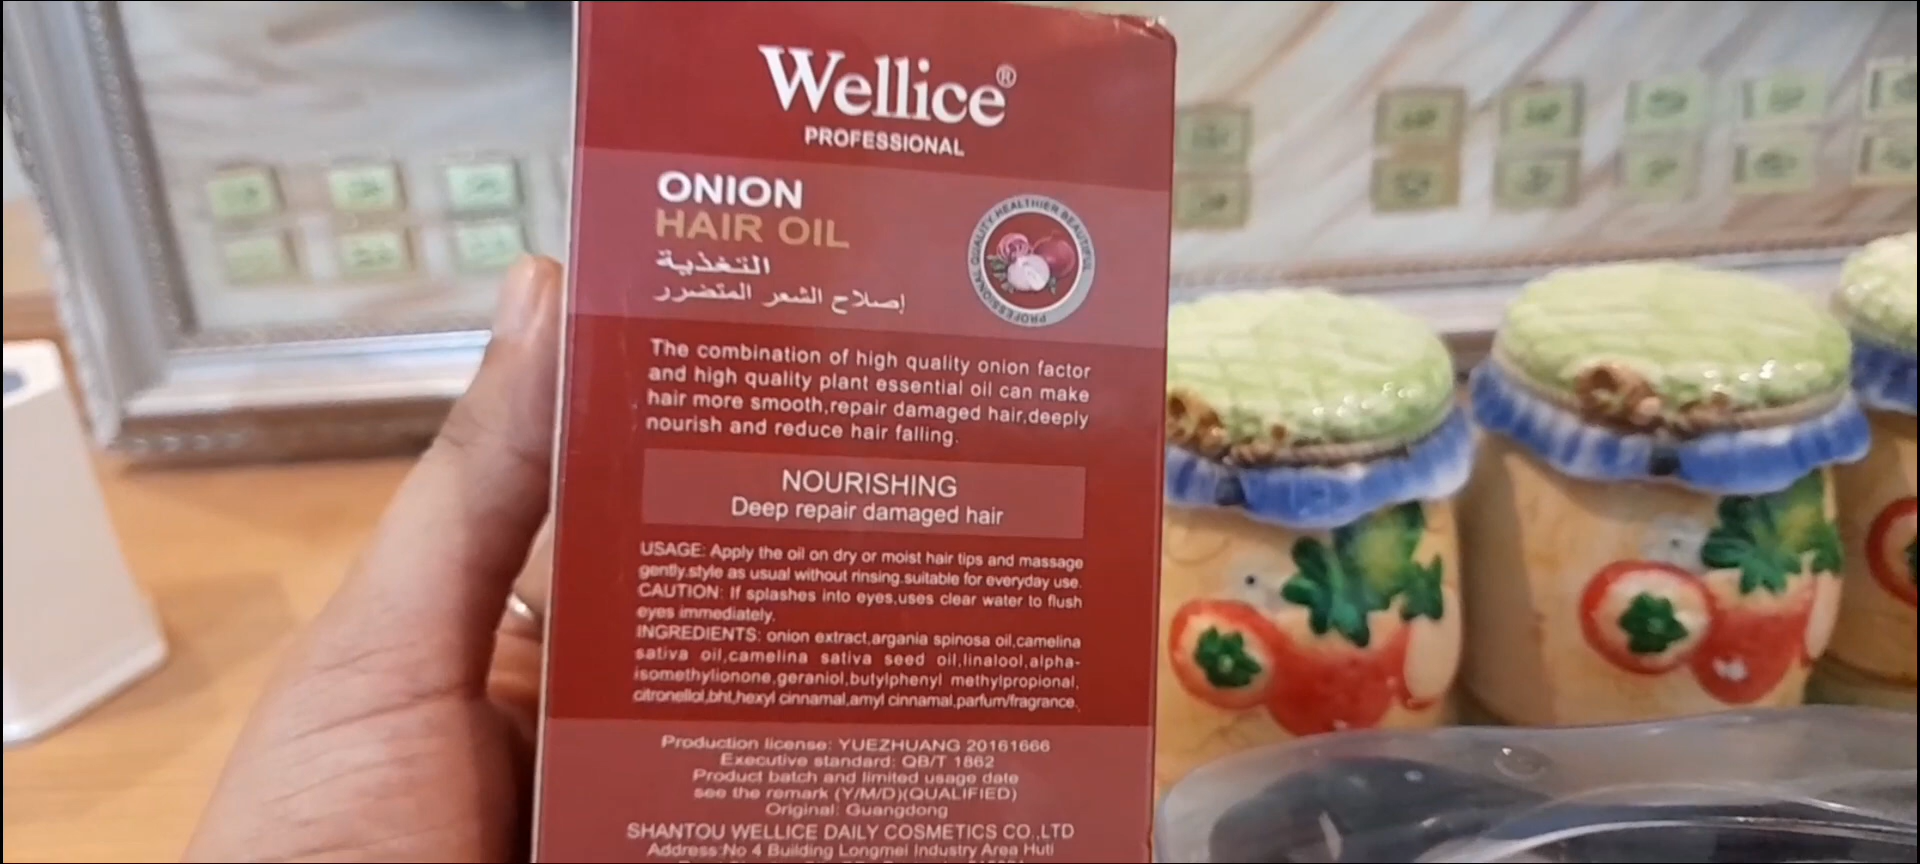 Wellice®
PROFESSIONAL
ONION
HAIR OIL
التغذية
إصلاح الشعر المتضرر
PROFESSIONAL QUALITY HEALTHIER BEAUTIFUL
The combination of high quality onion factor
and high quality plant essential oil can make
hair more smooth,repair damaged hair,deeply
nourish and reduce hair falling.
NOURISHING
Deep repair damaged hair
USAGE: Apply the oil on dry or moist hair tips and massage
gently.style as usual without rinsing.suitable for everyday use.
CAUTION: If splashes into eyes,uses clear water to flush
eyes immediately.
INGREDIENTS: onion extract,argania spinosa oil,camelina
sativa oil,camelina sativa seed oil,linalool,alpha-
isomethylionone,geraniol,butylphenyl methylpropional,
citronellol,bht,hexyl cinnamal,amyl cinnamal,parfum/fragrance.
Production license: YUEZHUANG 20161666
Executive standard: QB/T 1862
Product batch and limited usage date
see the remark (Y/M/D)(QUALIFIED)
Original: Guangdong
SHANTOU WELLICE DAILY COSMETICS CO.,LTD
Address:No 4 Building Longmei Industry Area Huti